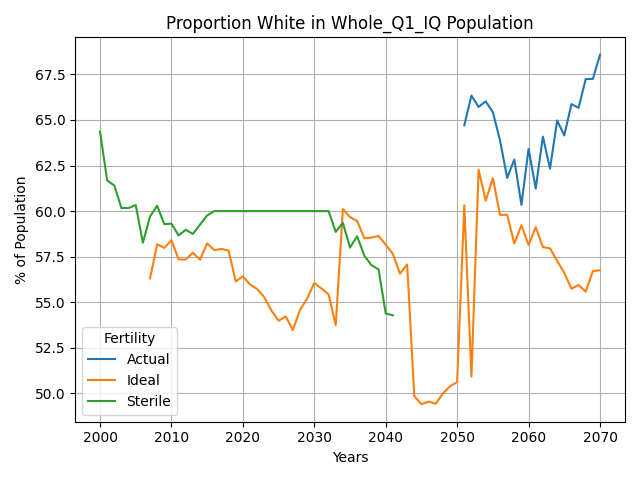 Proportion White in Whole_Q1_IQ Population
% of Population
67.5
65.0
62.5
60.0
57.5
55.0
52.5
50.0
Fertility
Actual
Ideal
Sterile
2000 2010 2020 2030 2040 2050 2060 2070
Years